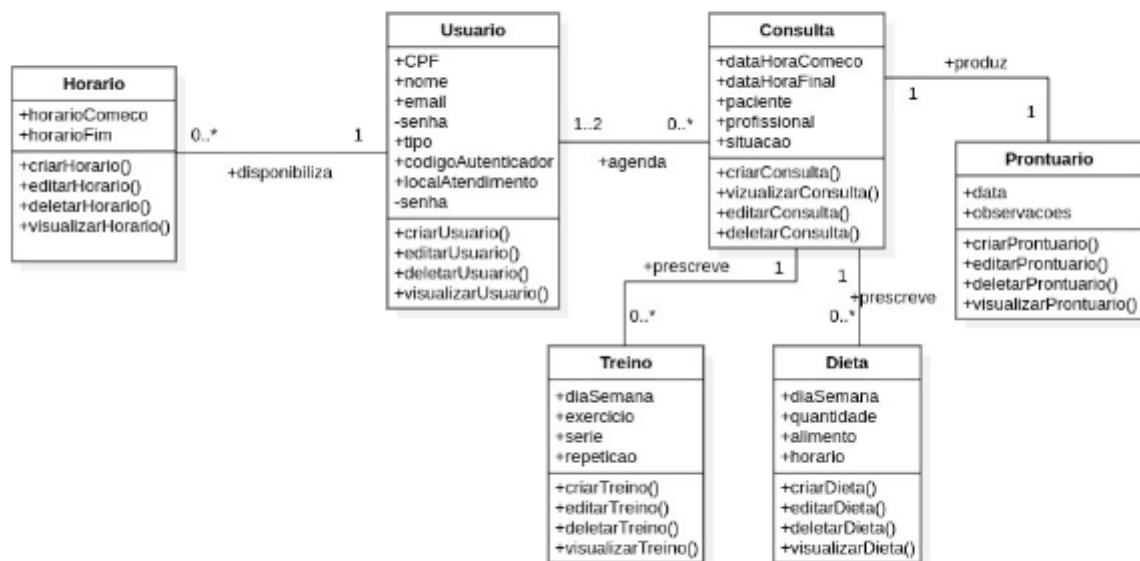 Horario
+horarioComeco
+horarioFim
+criarHorario()
+editarHorario()
+deletarHorario()
+visualizarHorario()
0..*
1
+disponibiliza
Usuario
+CPF
+nome
+email
-senha
+tipo
+codigoAutenticador
+localAtendimento
-senha
+criarUsuario()
+editarUsuario()
+deletarUsuario()
+visualizarUsuario()
1..2
0..*
+agenda
Consulta
+dataHoraComeco
+dataHoraFinal
+paciente
+profissional
+situacao
+criarConsulta()
+vizualizarConsulta()
+editarConsulta()
+deletarConsulta()
+produz
1
1
Prontuario
+data
+observacoes
+criarProntuario()
+editarProntuario()
+deletarProntuario()
+visualizarProntuario()
+prescreve
1
0..*
1
+prescreve
0..*
Treino
+diaSemana
+exercicio
+serie
+repeticao
+criarTreino()
+editarTreino()
+deletarTreino()
+visualizarTreino()
Dieta
+diaSemana
+quantidade
+alimento
+horario
+criarDieta()
+editarDieta()
+deletarDieta()
+visualizarDieta()